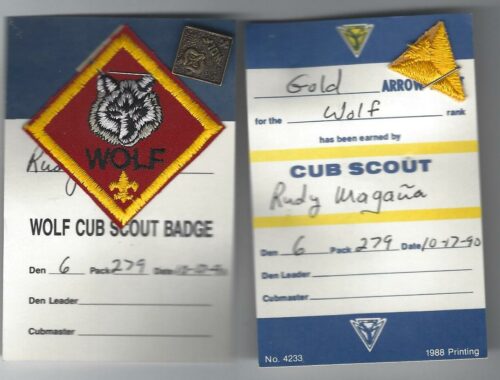 WOLF
WOLF CUB SCOUT BADGE
Den 6 Pack 279 Date
Den Leader
Cubmaster
Gold ARROW
for the Wolf rank
has been earned by
CUB SCOUT
Rudy Magaña
Den 6 Pack 279 Date 10-17-90
Den Leader
Cubmaster
No. 4233 1988 Printing